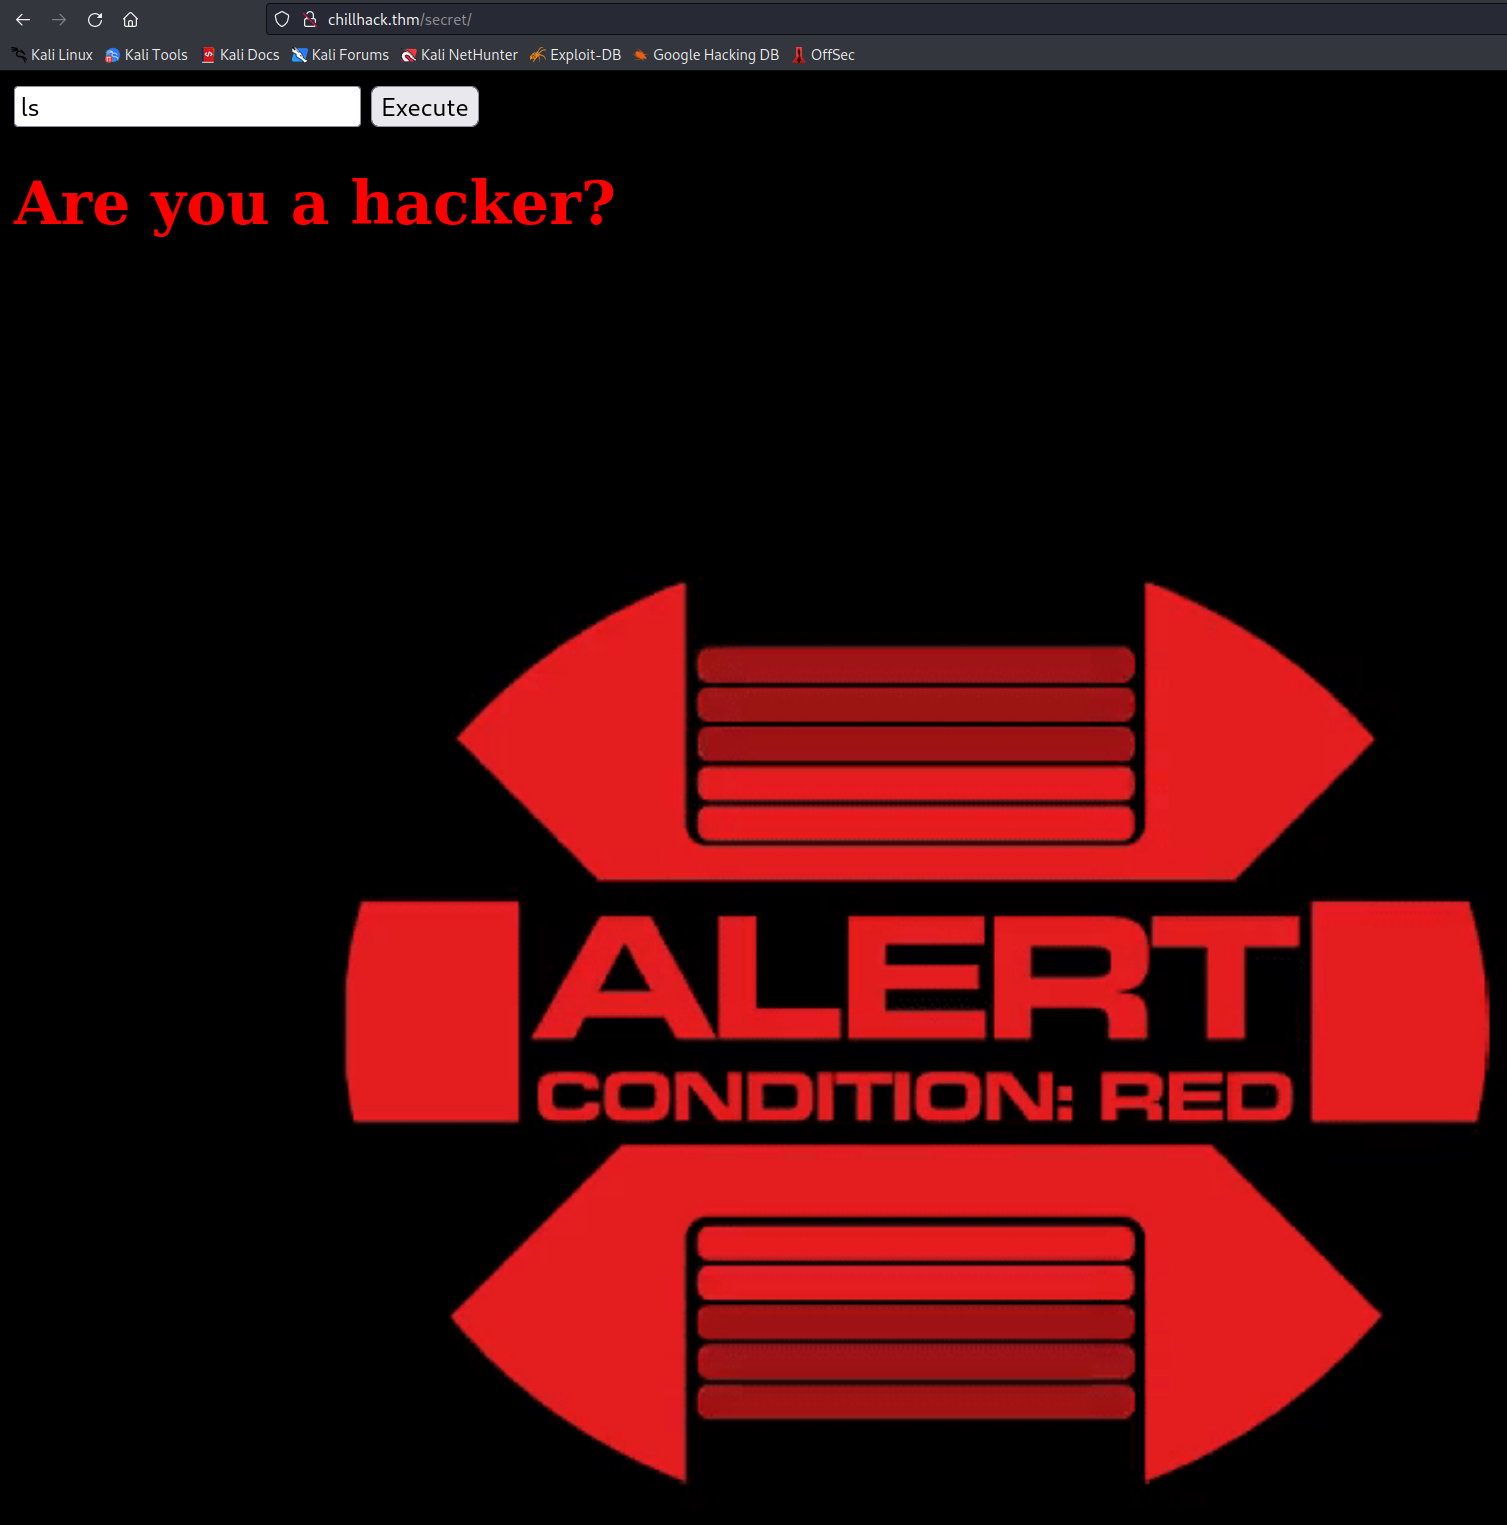 chillhack.thm/secret/
Kali Linux Kali Tools Kali Docs Kali Forums Kali NetHunter Exploit-DB Google Hacking DB OffSec
ls Execute
Are you a hacker?
ALERT
CONDITION: RED